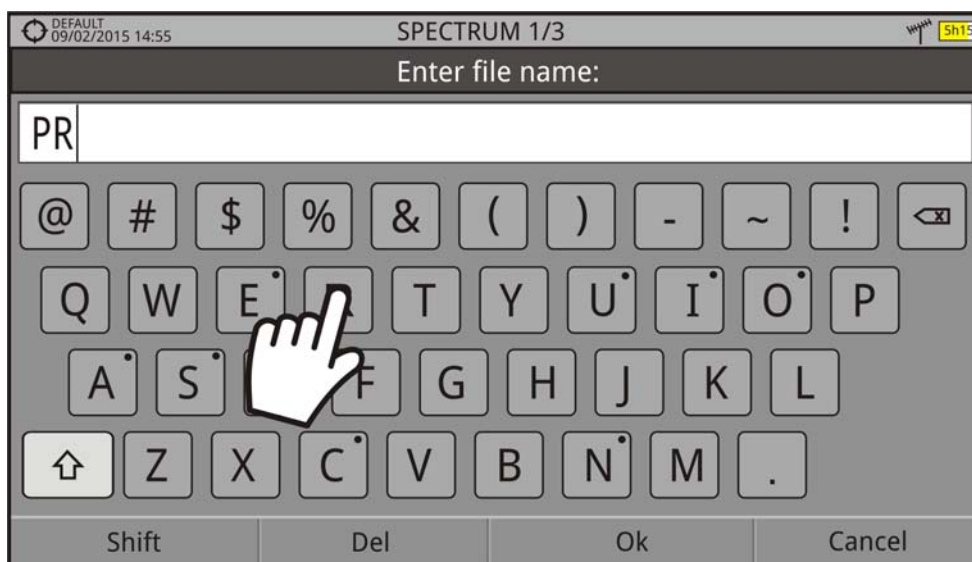 DEFAULT
09/02/2015 14:55
SPECTRUM 1/3
5h15
Enter file name:
PR
@ # $ % & ( ) - ~ !
Q W E R T Y U I O P
A S F G H J K L
Z X C V B N M .
Shift Del Ok Cancel